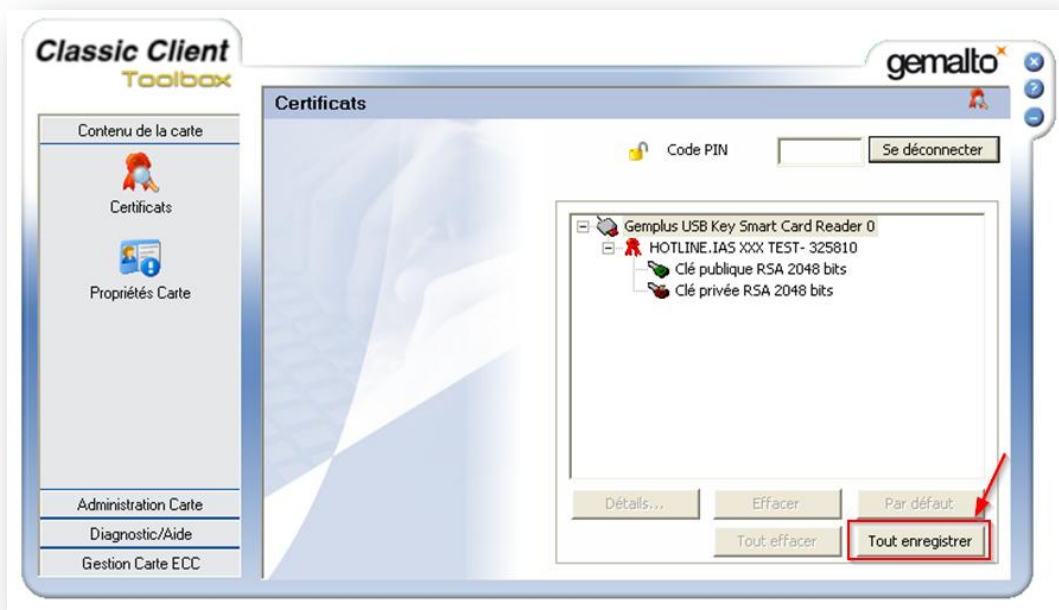 Classic Client
Toolbox
gemalto
Certificats
Contenu de la carte
Certificats
Propriétés Carte
Administration Carte
Diagnostic/Aide
Gestion Carte ECC
Code PIN
Se déconnecter
Gemplus USB Key Smart Card Reader 0
HOTLINE.IAS XXX TEST- 325810
Clé publique RSA 2048 bits
Clé privée RSA 2048 bits
Détails...
Effacer
Par défaut
Tout effacer
Tout enregistrer